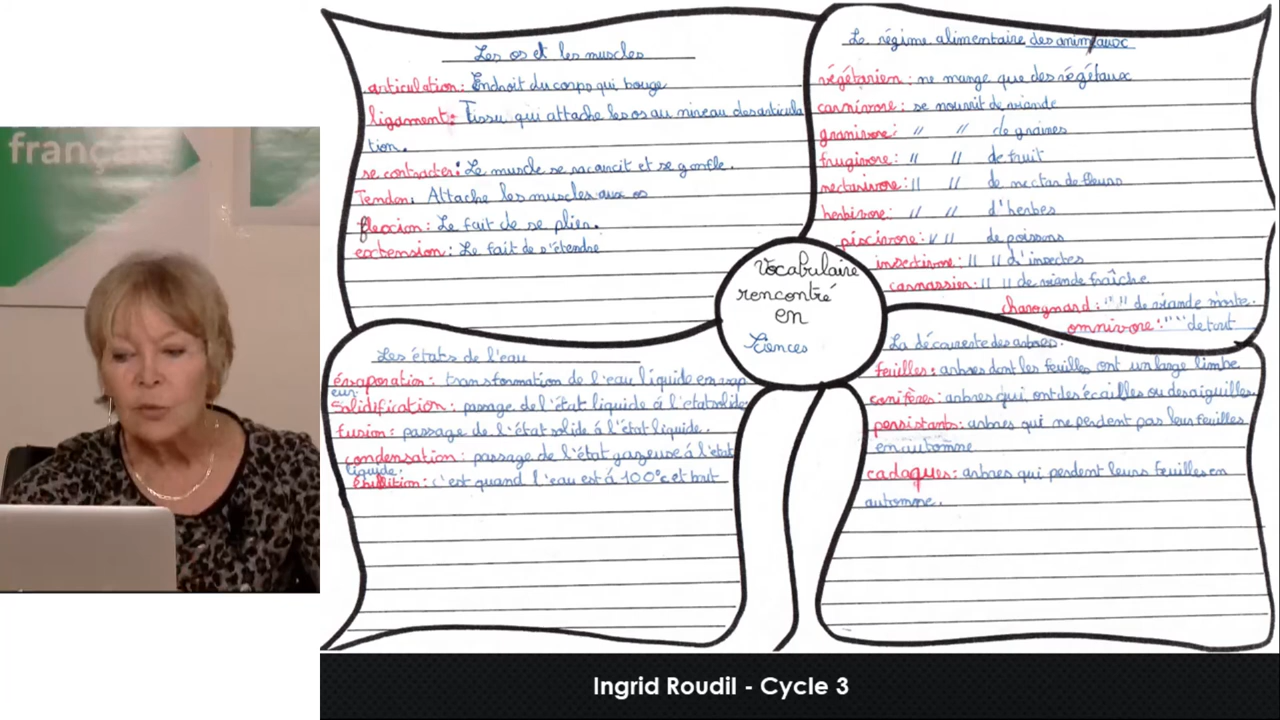 franç
Les os et les muscles
articulation: Endroit du corps qui bouge
ligament: Tissu qui attache les os au niveau des articula
tion.
se contracter: Le muscle se racourcit et se gonfle.
Tendon: Attache les muscles aux os
flexcion: Le fait de se plier.
extension: Le fait de s'étendre
Le régime alimentaire des animaux
végétarien: ne mange que des végétaux
carnivore: se nourrit de viande
granivore: " " de graines
frugivore: " " de fruit
nectarivore: " " de nectar de fleurs
herbivore: " " d'herbes
piscivore: " " de poissons
insectivore: " " d'insectes
carnassier: " " de viande fraîche
charognard: " " de viande morte.
omnivore: " " de tout
Vocabulaire
rencontré
en
Sciences
Les états de l'eau
évaporation: transformation de l'eau liquide en vap
eur.
solidification: passage de l'état liquide à l'état solide
fusion: passage de l'état solide à l'état liquide.
condensation: passage de l'état gazeuse à l'état
liquide.
ébullition: c'est quand l'eau est à 100°c et bout
La découverte des arbres.
feuilles: arbres dont les feuilles ont un large limbe
conifères: arbres qui ont des écailles ou des aiguilles
persistants: arbres qui ne perdent pas leurs feuilles
en automne
caducs: arbres qui perdent leurs feuilles en
automne.
Ingrid Roudil - Cycle 3